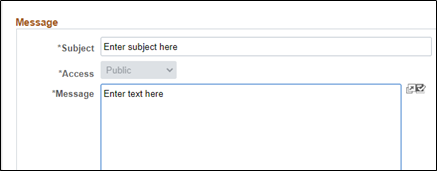 Message
*Subject Enter subject here
*Access Public
*Message Enter text here